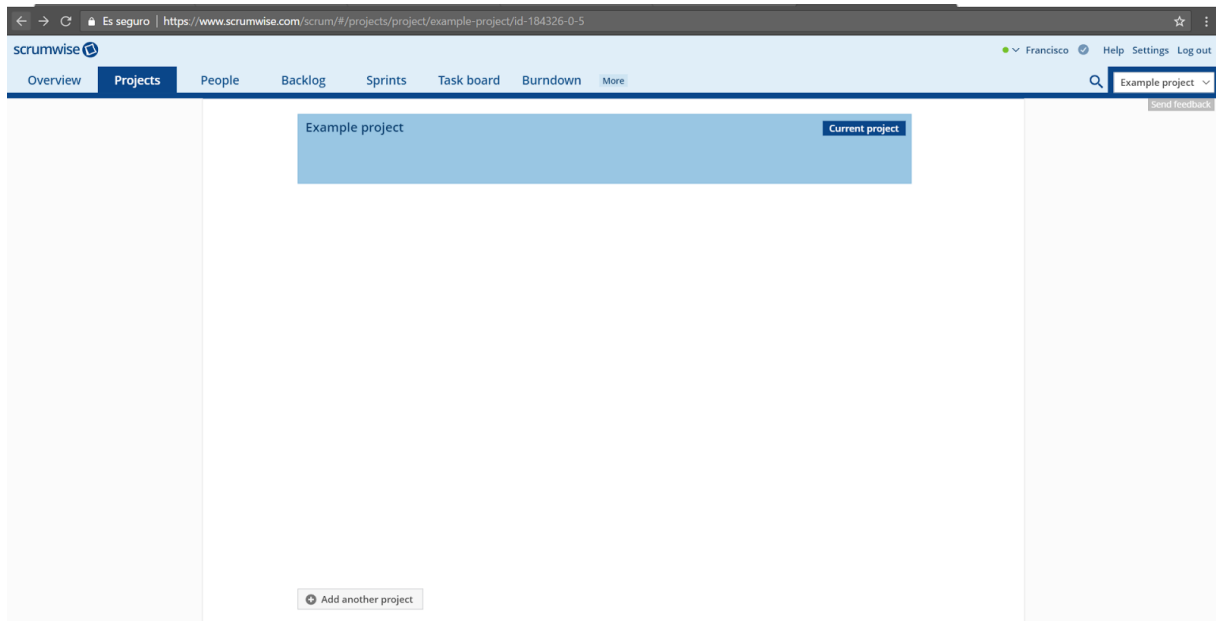 Es seguro | https://www.scrumwise.com/scrum/#/projects/project/example-project/id-184326-0-5
scrumwise
Francisco Help Settings Log out
Overview Projects People Backlog Sprints Task board Burndown More Example project
Send feedback
Example project Current project
Add another project